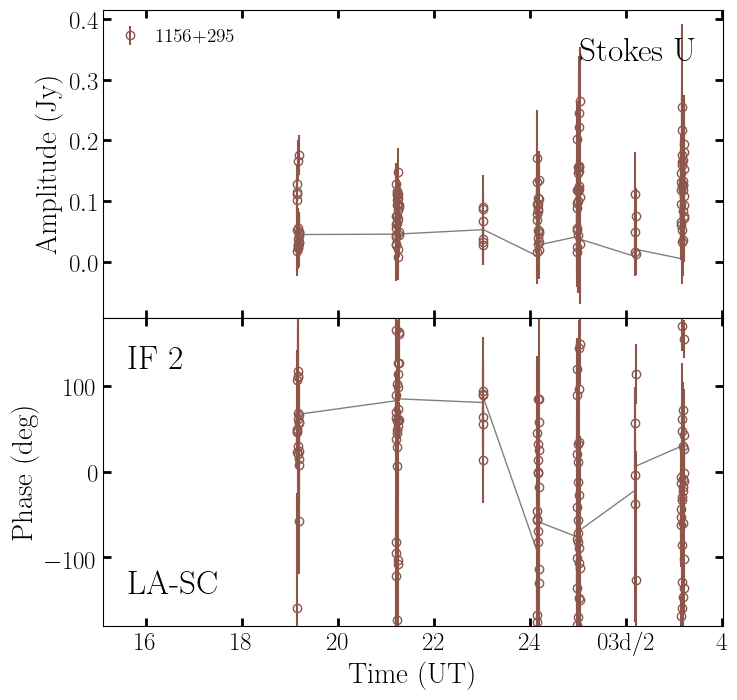 0.4
1156+295
Stokes U
0.3
0.2
0.1
0.0
Amplitude (Jy)
IF 2
100
0
−100
Phase (deg)
LA-SC
16 18 20 22 24 03d/2 4
Time (UT)